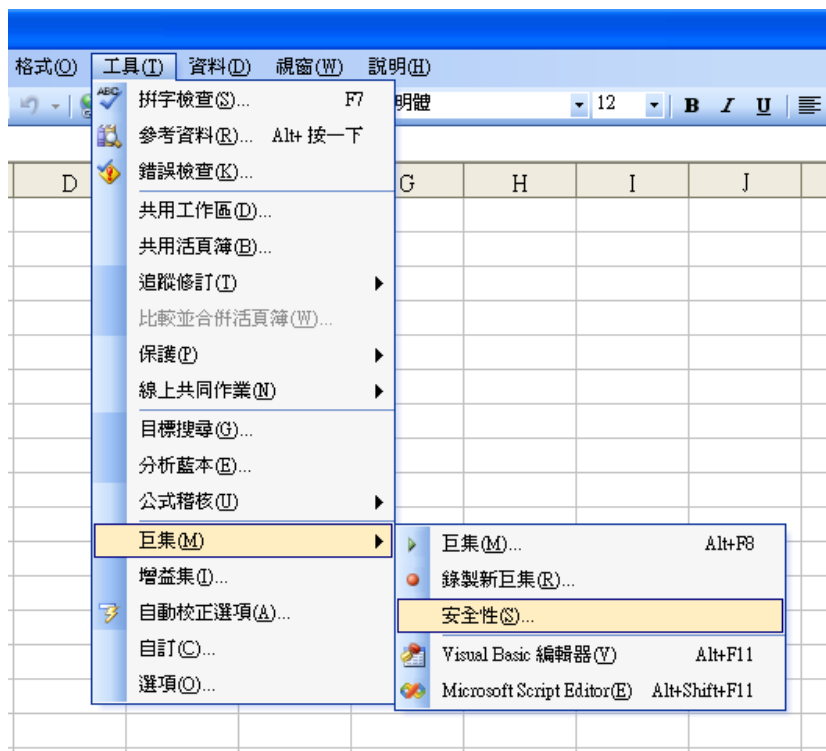 格式(O) 工具(T) 資料(D) 視窗(W) 說明(H)
拼字檢查(S)... F7
明體 12 B I U
參考資料(R)... Alt+ 按一下
錯誤檢查(K)...
D G H I J
共用工作區(D)...
共用活頁簿(B)...
追蹤修訂(T)
比較並合併活頁簿(W)...
保護(P)
線上共同作業(N)
目標搜尋(G)...
分析藍本(E)...
公式稽核(U)
巨集(M)
增益集(I)...
自動校正選項(A)...
自訂(C)...
選項(O)...
巨集(M)... Alt+F8
錄製新巨集(R)...
安全性(S)...
Visual Basic 編輯器(V) Alt+F11
Microsoft Script Editor(E) Alt+Shift+F11